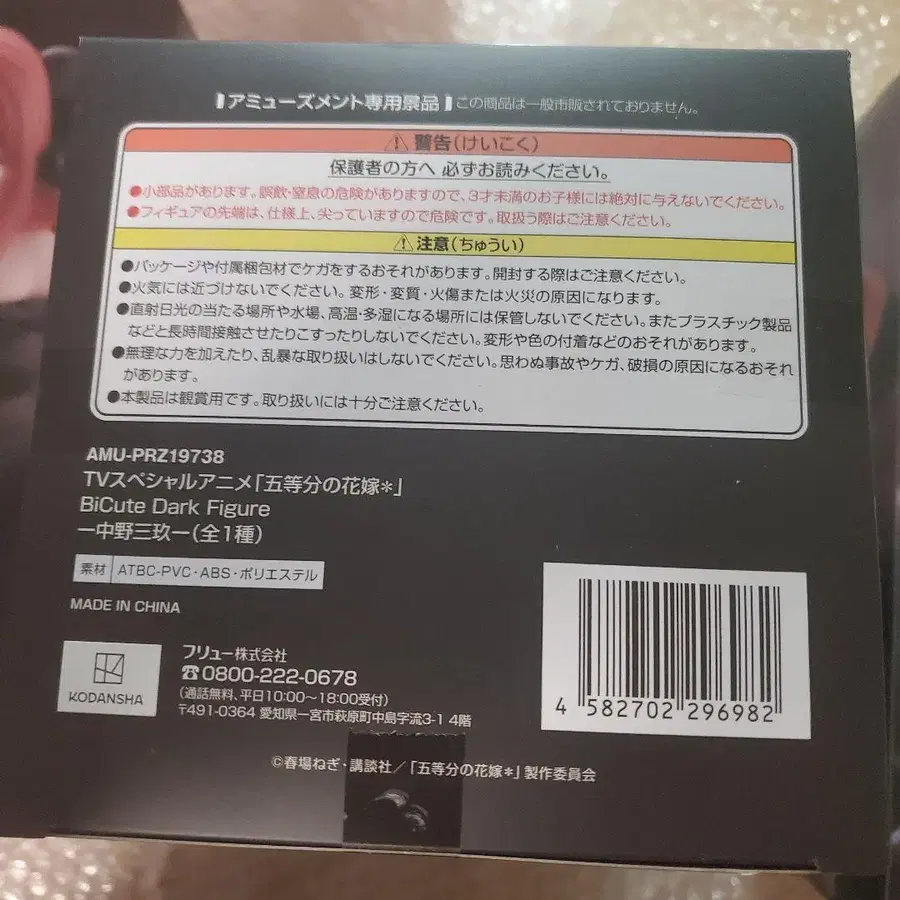 アミューズメント専用景品 この商品は一般市販されておりません。
⚠警告(けいこく)
保護者の方へ 必ずお読みください。
●小部品があります。誤飲・窒息の危険がありますので、3才未満のお子様には絶対に与えないでください。
●フィギュアの先端は、仕様上、尖っていますので危険です。取扱う際はご注意ください。
⚠注意(ちゅうい)
●パッケージや付属梱包材でケガをするおそれがあります。開封する際はご注意ください。
●火気には近づけないでください。変形・変質・火傷または火災の原因になります。
●直射日光の当たる場所や水場、高温・多湿になる場所には保管しないでください。またプラスチック製品
などと長時間接触させたりこすったりしないでください。変形や色の付着などのおそれがあります。
●無理な力を加えたり、乱暴な取り扱いはしないでください。思わぬ事故やケガ、破損の原因になるおそれ
があります。
●本製品は観賞用です。取り扱いには十分ご注意ください。
AMU-PRZ19738
TVスペシャルアニメ「五等分の花嫁＊」
BiCute Dark Figure
ー中野三玖ー(全1種)
素材 ATBC-PVC・ABS・ポリエステル
MADE IN CHINA
KODANSHA
フリュー株式会社
☎0800-222-0678
(通話無料、平日10:00〜18:00受付)
〒491-0364 愛知県一宮市萩原町中島字流3-1 4階
4 582702 296982
©春場ねぎ・講談社／「五等分の花嫁＊」製作委員会